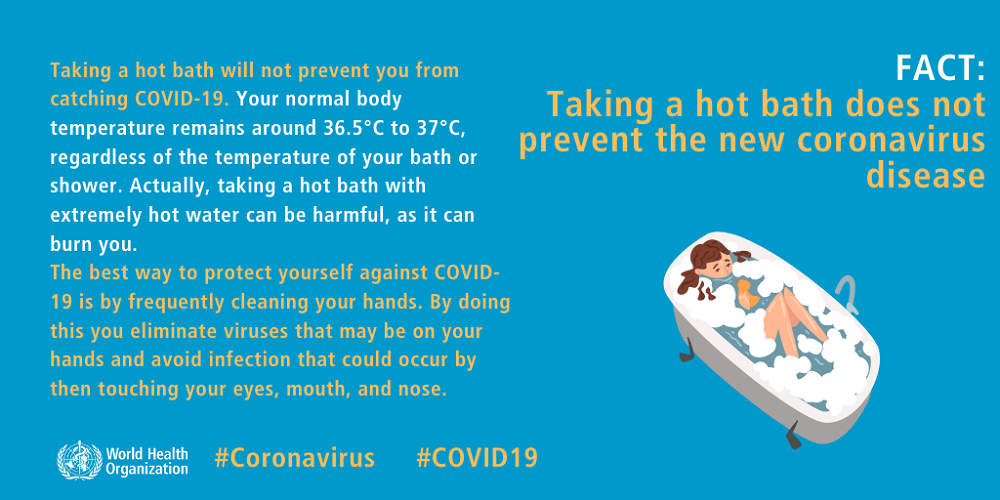 Taking a hot bath will not prevent you from
catching COVID-19. Your normal body
temperature remains around 36.5°C to 37°C,
regardless of the temperature of your bath or
shower. Actually, taking a hot bath with
extremely hot water can be harmful, as it can
burn you.
The best way to protect yourself against COVID-
19 is by frequently cleaning your hands. By doing
this you eliminate viruses that may be on your
hands and avoid infection that could occur by
then touching your eyes, mouth, and nose.
FACT:
Taking a hot bath does not
prevent the new coronavirus
disease
World Health
Organization
#Coronavirus #COVID19